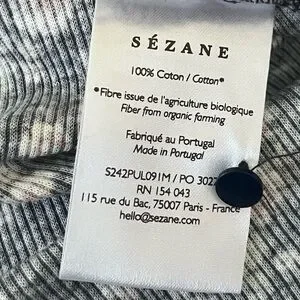 SÉZANE
100% Coton / Cotton*
*Fibre issue de l'agriculture biologique
Fiber from organic farming
Fabriqué au Portugal
Made in Portugal
S242PUL091M / PO
RN 154 043
115 rue du Bac, 75007 Paris - France
hello@sezane.com